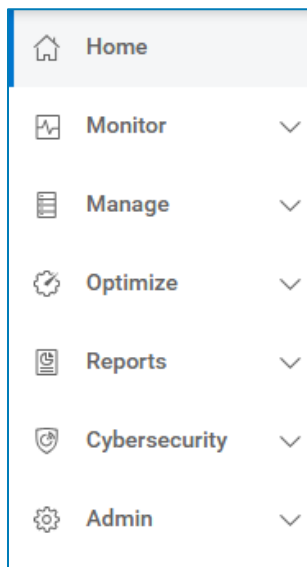 Home
Monitor
Manage
Optimize
Reports
Cybersecurity
Admin